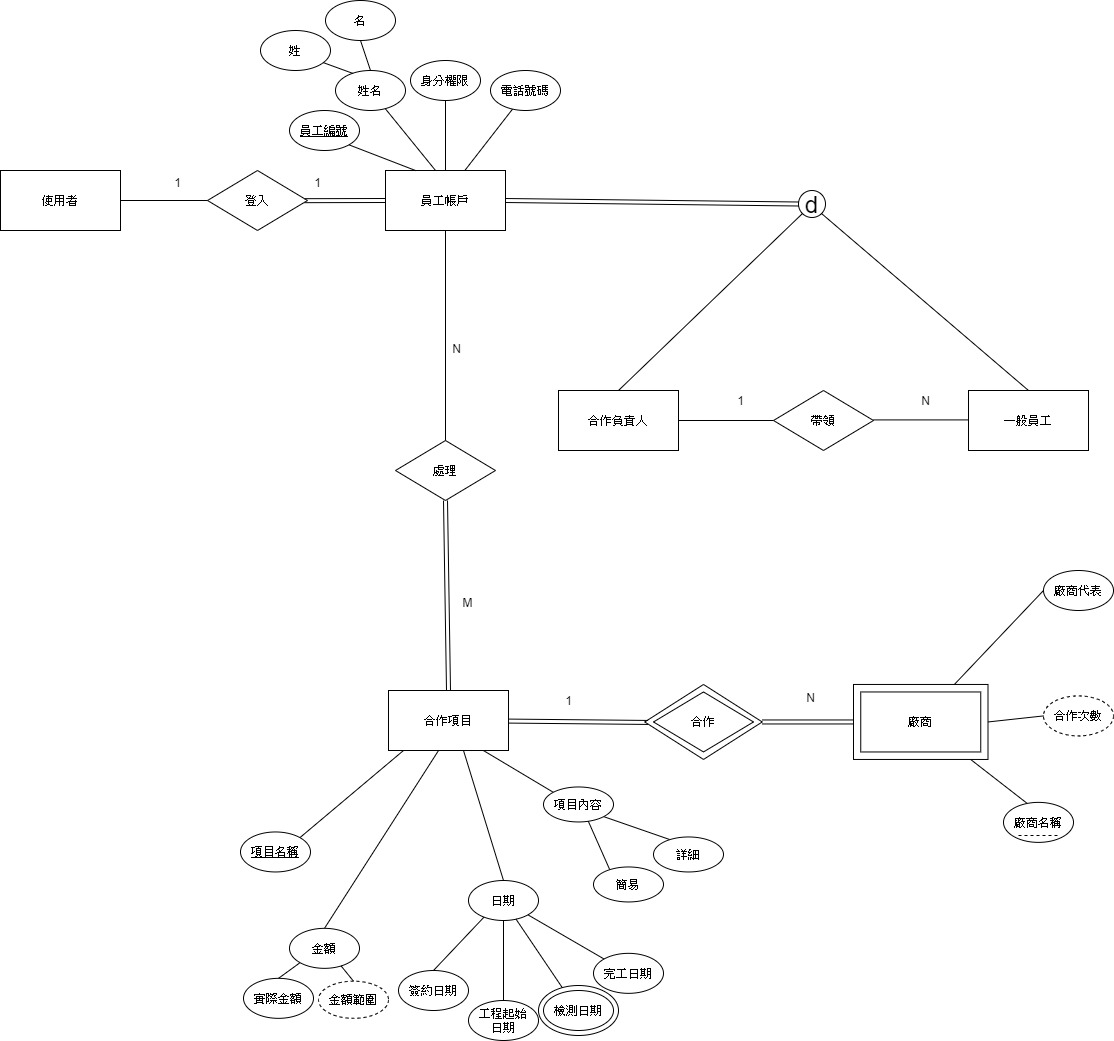 名
姓
姓名
身分權限
電話號碼
員工編號
使用者
1
登入
1
員工帳戶
d
N
合作負責人
1
帶領
N
一般員工
處理
M
廠商代表
合作項目
1
合作
N
廠商
合作次數
廠商名稱
項目名稱
項目內容
簡易
詳細
日期
金額
實際金額
金額範圍
簽約日期
工程起始
日期
檢測日期
完工日期